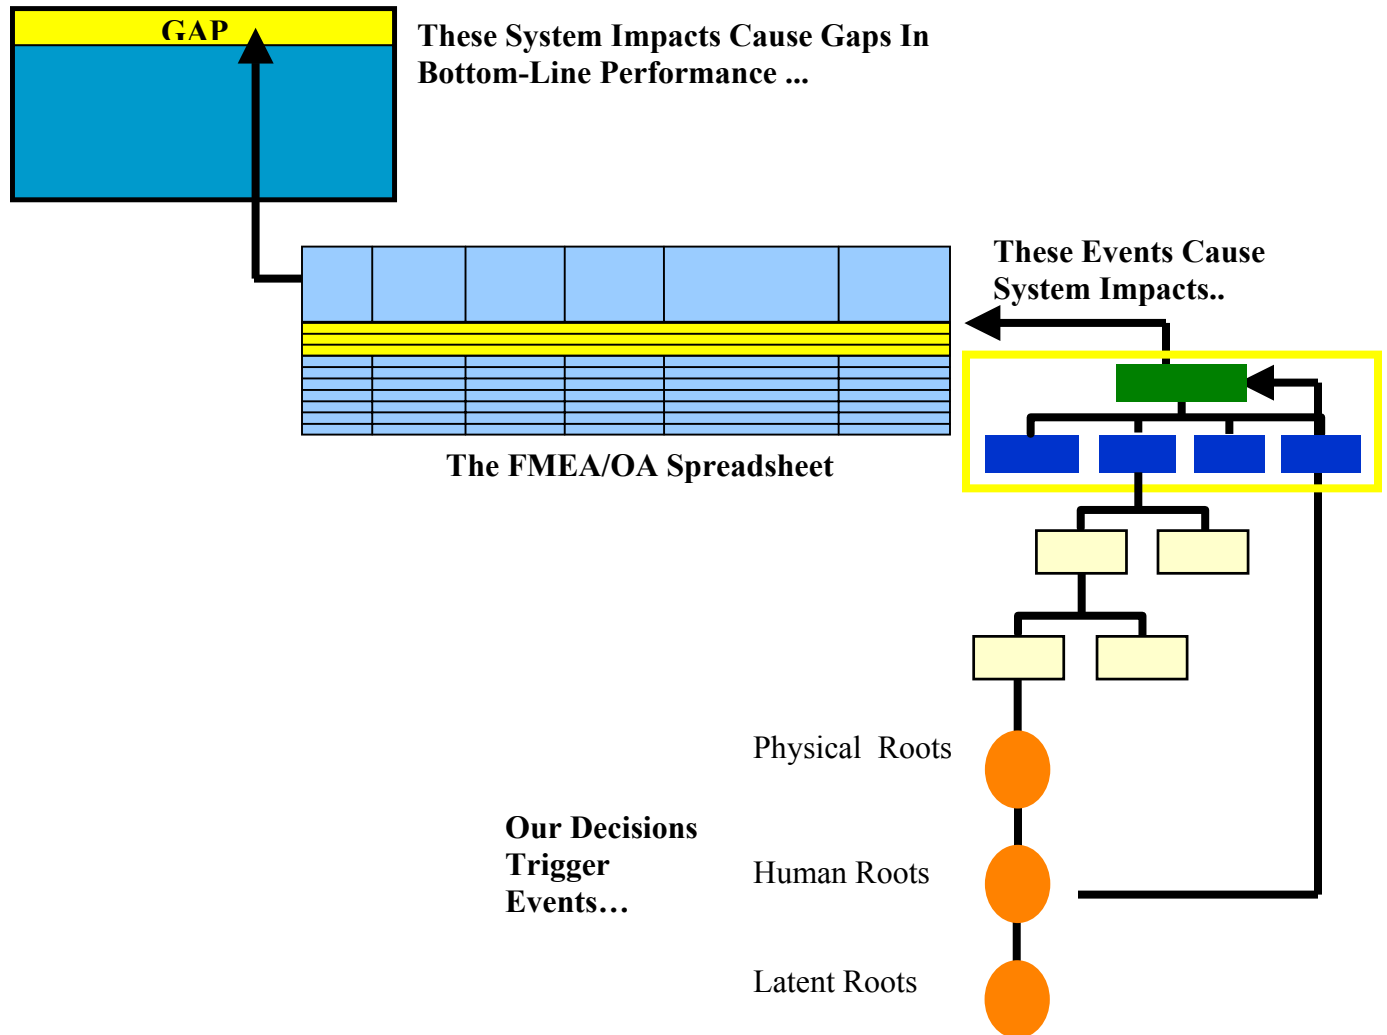 GAP
These System Impacts Cause Gaps In
Bottom-Line Performance ...
These Events Cause
System Impacts..
The FMEA/OA Spreadsheet
Physical Roots
Our Decisions
Trigger
Events…
Human Roots
Latent Roots